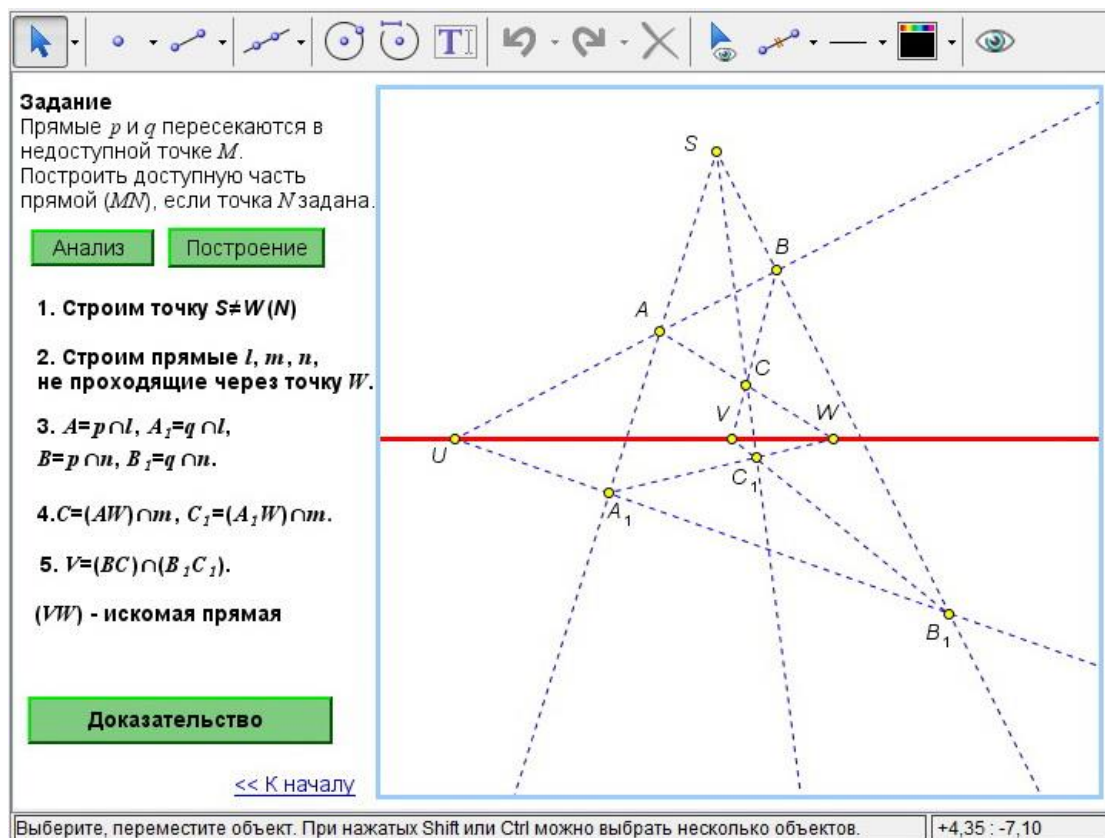 Задание
Прямые p и q пересекаются в
недоступной точке M.
Построить доступную часть
прямой (MN), если точка N задана.
Анализ
Построение
1. Строим точку S≠W(N)
2. Строим прямые l, m, n,
не проходящие через точку W.
3. A=p∩l, A₁=q∩l,
B=p∩n, B₁=q∩n.
4.C=(AW)∩m, C₁=(A₁W)∩m.
5. V=(BC)∩(B₁C₁).
(VW) - искомая прямая
Доказательство
<< К началу
S
B
A
C
V
W
U
C₁
A₁
B₁
Выберите, переместите объект. При нажатых Shift или Ctrl можно выбрать несколько объектов.
+4,35 : -7,10